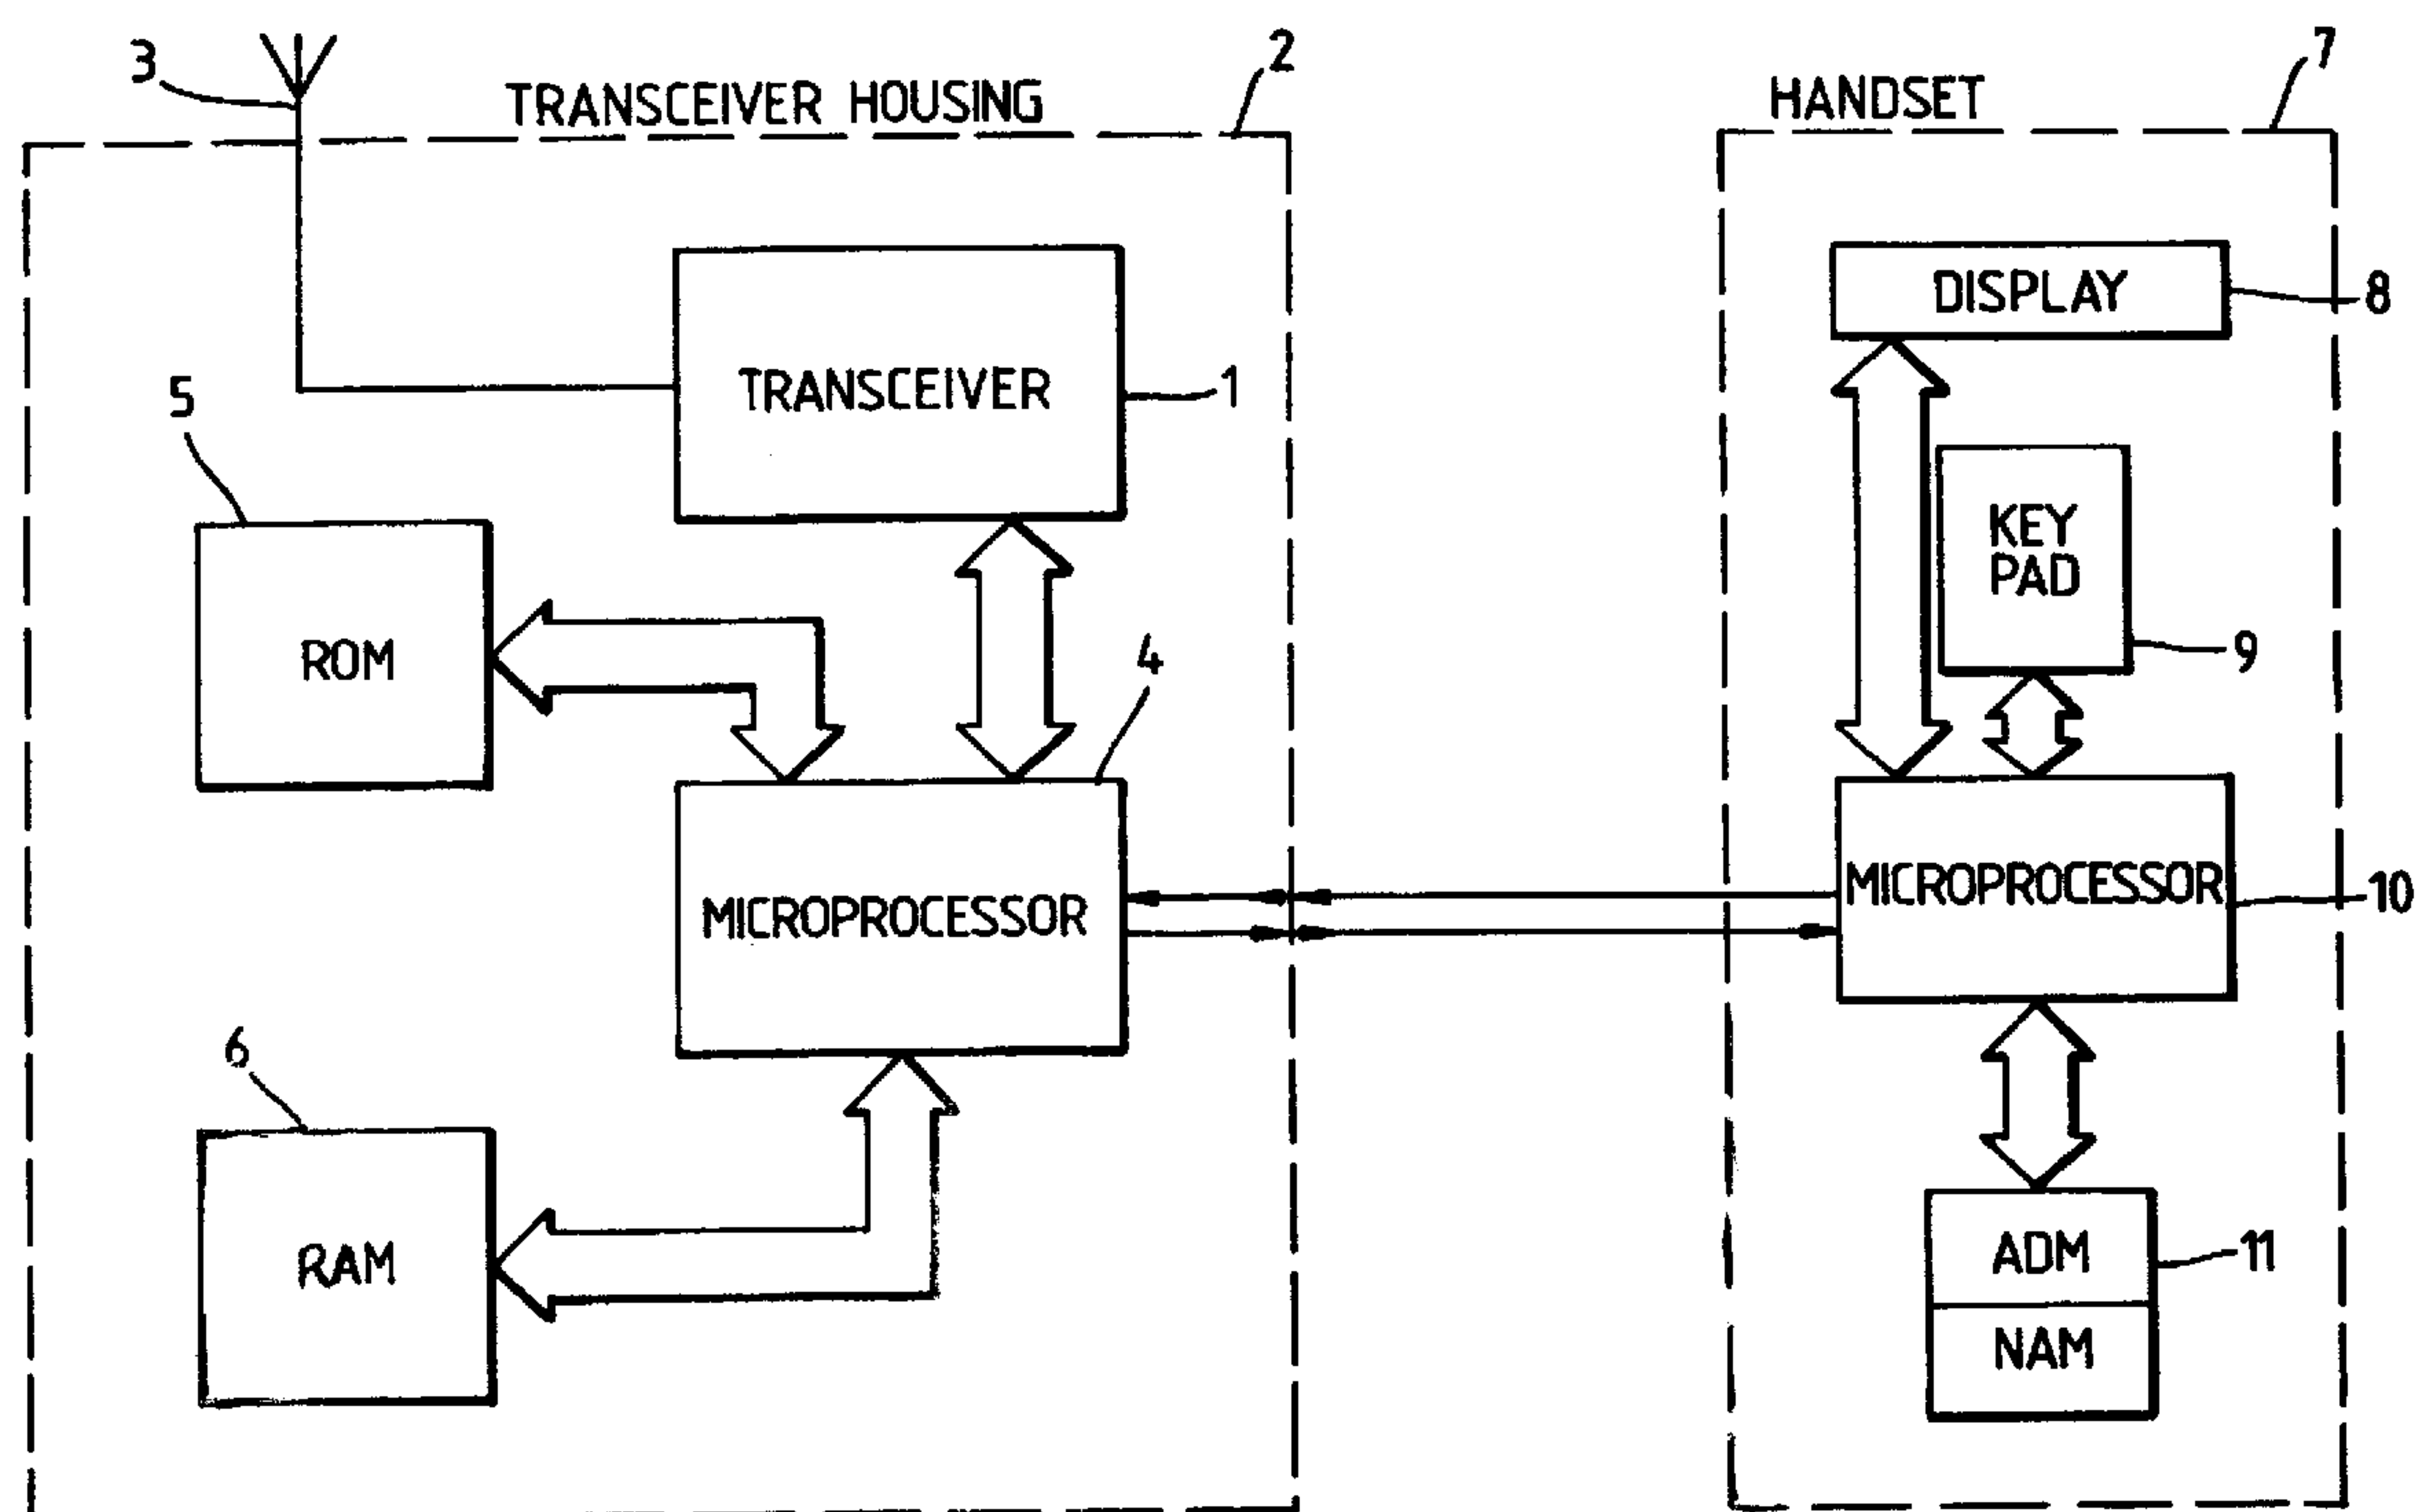 3
TRANSCEIVER HOUSING
2
HANDSET
7
DISPLAY
8
TRANSCEIVER
1
5
KEY
PAD
9
ROM
4
MICROPROCESSOR
MICROPROCESSOR
10
6
RAM
ADM
11
NAM